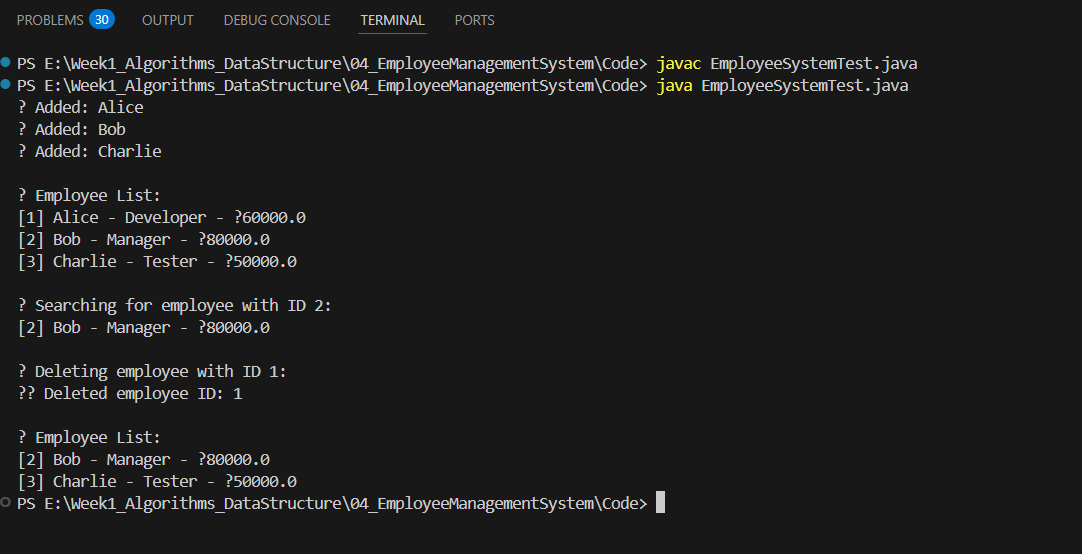 PROBLEMS 30 OUTPUT DEBUG CONSOLE TERMINAL PORTS
PS E:\Week1_Algorithms_DataStructure\04_EmployeeManagementSystem\Code> javac EmployeeSystemTest.java
PS E:\Week1_Algorithms_DataStructure\04_EmployeeManagementSystem\Code> java EmployeeSystemTest.java
? Added: Alice
? Added: Bob
? Added: Charlie
? Employee List:
[1] Alice - Developer - ?60000.0
[2] Bob - Manager - ?80000.0
[3] Charlie - Tester - ?50000.0
? Searching for employee with ID 2:
[2] Bob - Manager - ?80000.0
? Deleting employee with ID 1:
?? Deleted employee ID: 1
? Employee List:
[2] Bob - Manager - ?80000.0
[3] Charlie - Tester - ?50000.0
PS E:\Week1_Algorithms_DataStructure\04_EmployeeManagementSystem\Code>